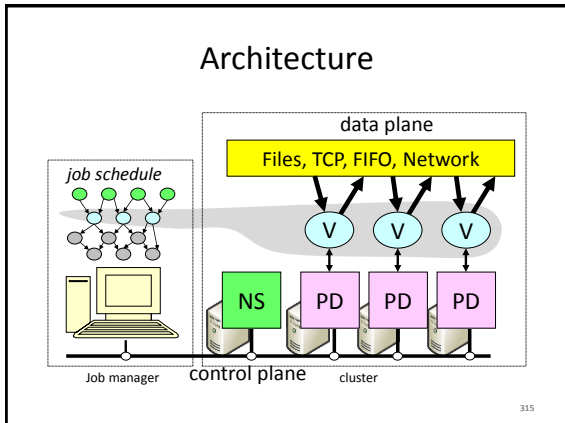 Architecture
data plane
Files, TCP, FIFO, Network
job schedule
V V V
NS PD PD PD
Job manager control plane cluster
315